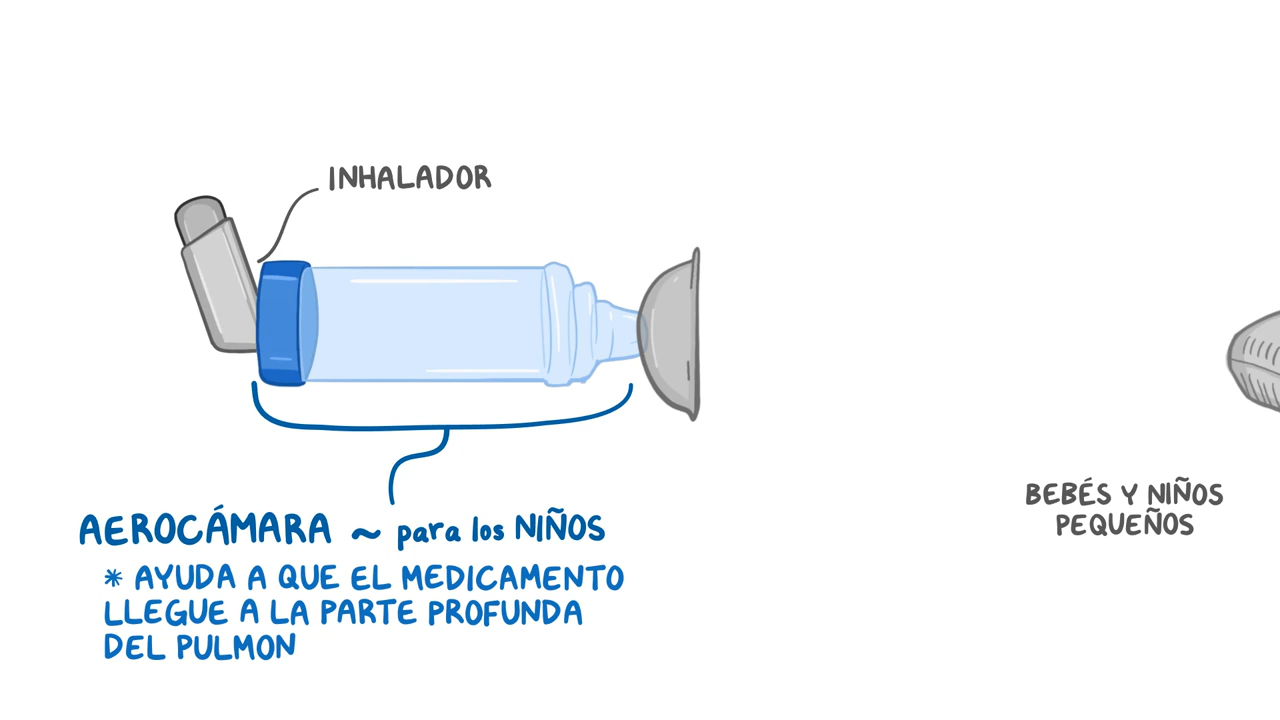 INHALADOR
AEROCÁMARA ~ para los NIÑOS
* AYUDA A QUE EL MEDICAMENTO
LLEGUE A LA PARTE PROFUNDA
DEL PULMON
BEBÉS Y NIÑOS
PEQUEÑOS